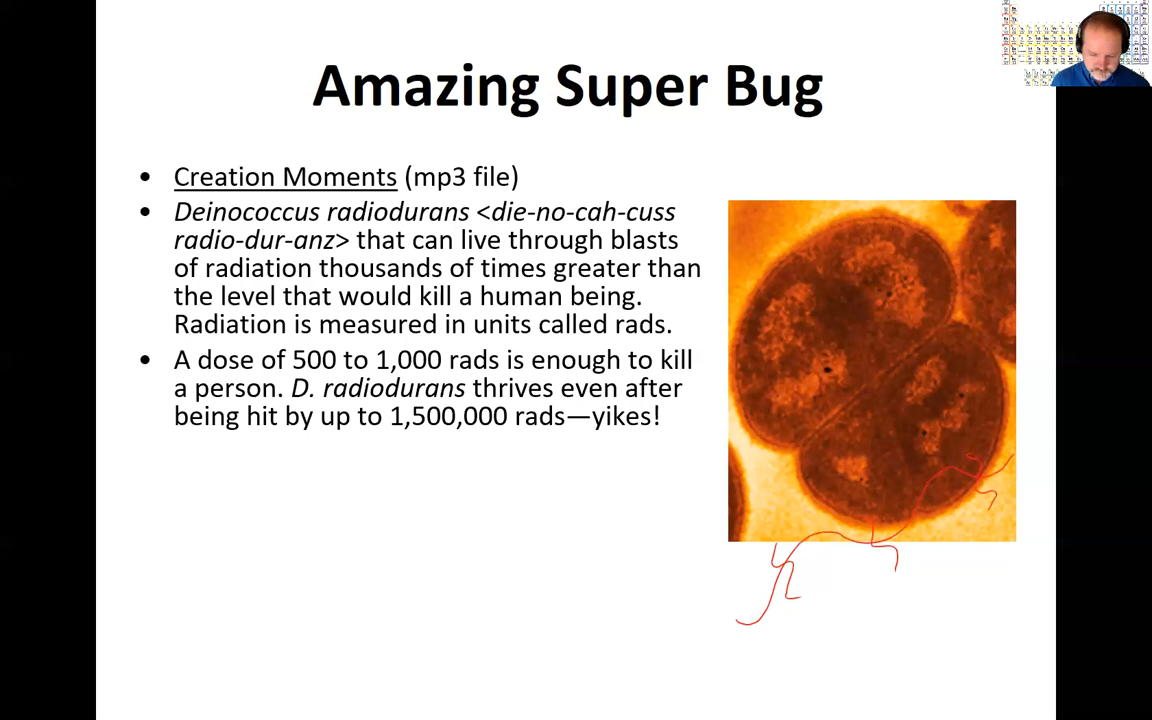 Amazing Super Bug
• Creation Moments (mp3 file)
• Deinococcus radiodurans <die-no-cah-cuss
radio-dur-anz> that can live through blasts
of radiation thousands of times greater than
the level that would kill a human being.
Radiation is measured in units called rads.
• A dose of 500 to 1,000 rads is enough to kill
a person. D. radiodurans thrives even after
being hit by up to 1,500,000 rads—yikes!